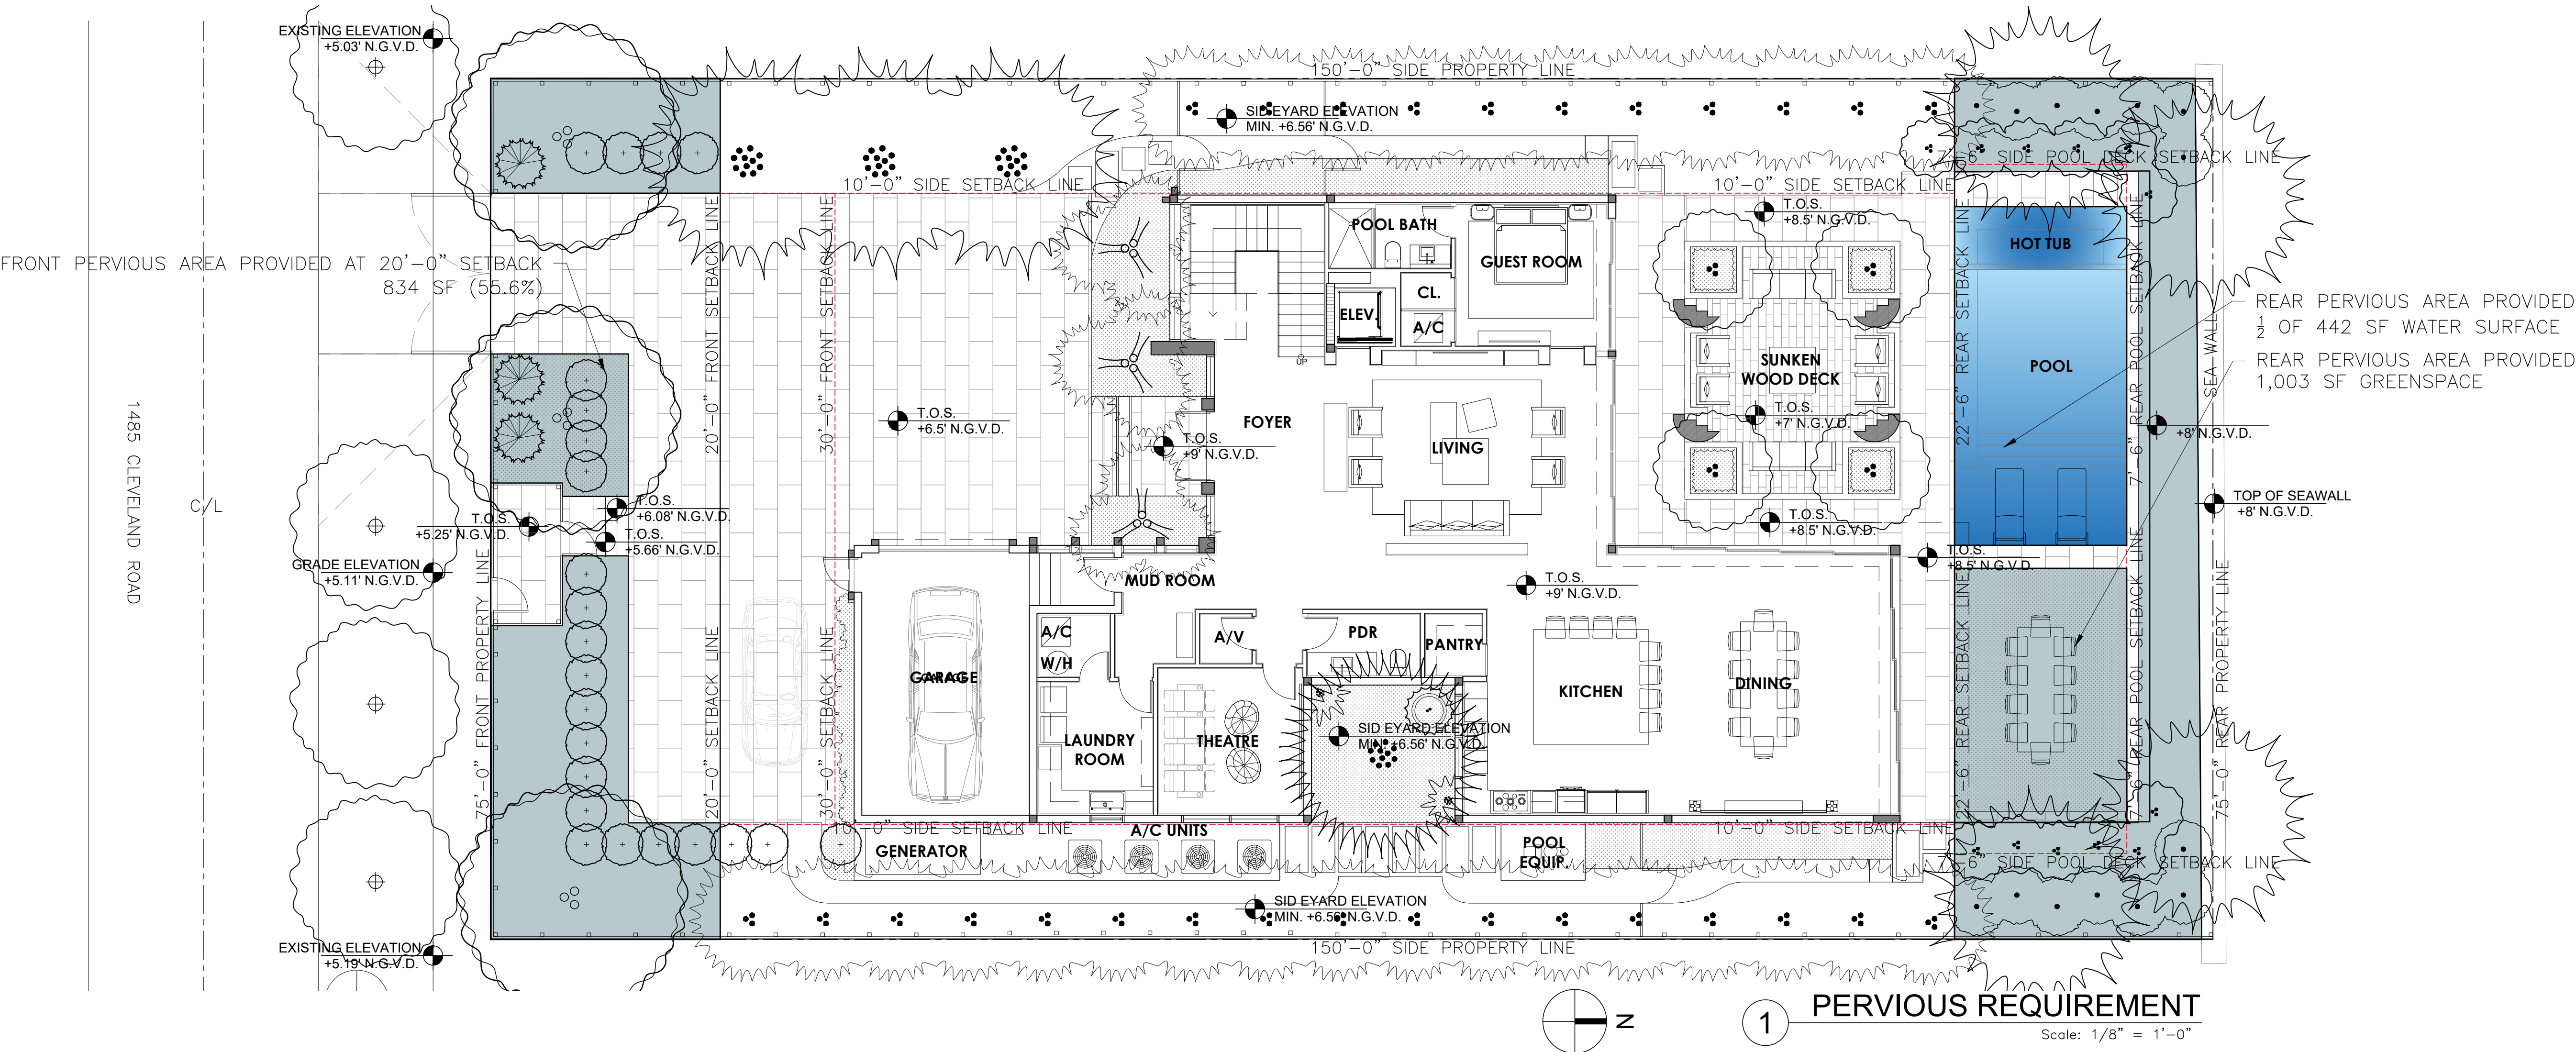 EXISTING ELEVATION
+5.03' N.G.V.D.
150'-0" SIDE PROPERTY LINE
SID EYARD ELEVATION
MIN. +6.56' N.G.V.D.
7'-6" SIDE POOL DECK SETBACK LINE
10'-0" SIDE SETBACK LINE
10'-0" SIDE SETBACK LINE
FRONT PERVIOUS AREA PROVIDED AT 20'-0" SETBACK
834 SF (55.6%)
20'-0" FRONT SETBACK LINE
30'-0" FRONT SETBACK LINE
POOL BATH
GUEST ROOM
CL.
ELEV.
A/C
UP
T.O.S.
+8.5' N.G.V.D.
22'-6" REAR SETBACK LINE
HOT TUB
POOL
7'-6" REAR POOL SETBACK LINE
SEA WALL
REAR PERVIOUS AREA PROVIDED
1/2 OF 442 SF WATER SURFACE
REAR PERVIOUS AREA PROVIDED
1,003 SF GREENSPACE
SUNKEN
WOOD DECK
T.O.S.
+7' N.G.V.D.
T.O.S.
+6.5' N.G.V.D.
FOYER
T.O.S.
+9' N.G.V.D.
LIVING
+8' N.G.V.D.
1485 CLEVELAND ROAD
C/L
T.O.S.
+6.08' N.G.V.D.
T.O.S.
+5.25' N.G.V.D.
T.O.S.
+5.66' N.G.V.D.
T.O.S.
+8.5' N.G.V.D.
TOP OF SEAWALL
+8' N.G.V.D.
GRADE ELEVATION
+5.11' N.G.V.D.
T.O.S.
+8.5' N.G.V.D.
MUD ROOM
T.O.S.
+9' N.G.V.D.
75'-0" FRONT PROPERTY LINE
20'-0" SETBACK LINE
30'-0" SETBACK LINE
A/C
W/H
A/V
PDR
PANTRY
GARAGE
GARAGE
KITCHEN
DINING
22'-6" REAR SETBACK LINE
7'-6" REAR POOL SETBACK LINE
75'-0" REAR PROPERTY LINE
LAUNDRY
ROOM
THEATRE
SID EYARD ELEVATION
MIN. +6.56' N.G.V.D.
10'-0" SIDE SETBACK LINE
A/C UNITS
10'-0" SIDE SETBACK LINE
GENERATOR
POOL
EQUIP.
7'-6" SIDE POOL DECK SETBACK LINE
SID EYARD ELEVATION
MIN. +6.56' N.G.V.D.
EXISTING ELEVATION
+5.19' N.G.V.D.
150'-0" SIDE PROPERTY LINE
N
1
PERVIOUS REQUIREMENT
Scale: 1/8" = 1'-0"